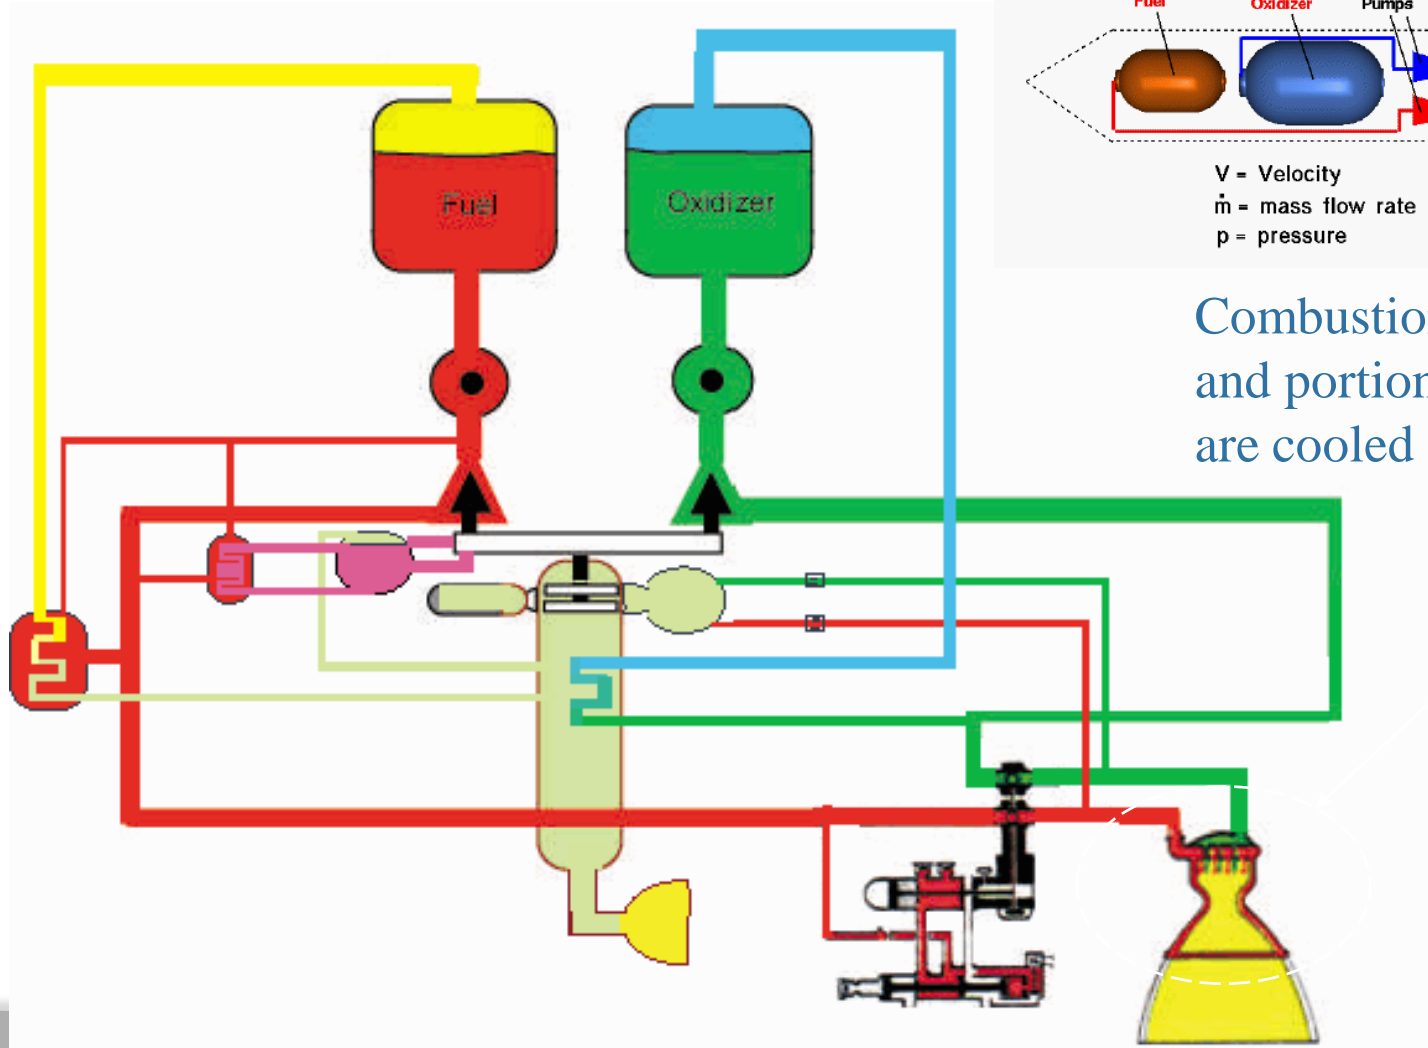 Fuel
Oxidizer
Pumps
V = Velocity
ṁ = mass flow rate
p = pressure
Fuel
Oxidizer
Combustio
and portion
are cooled